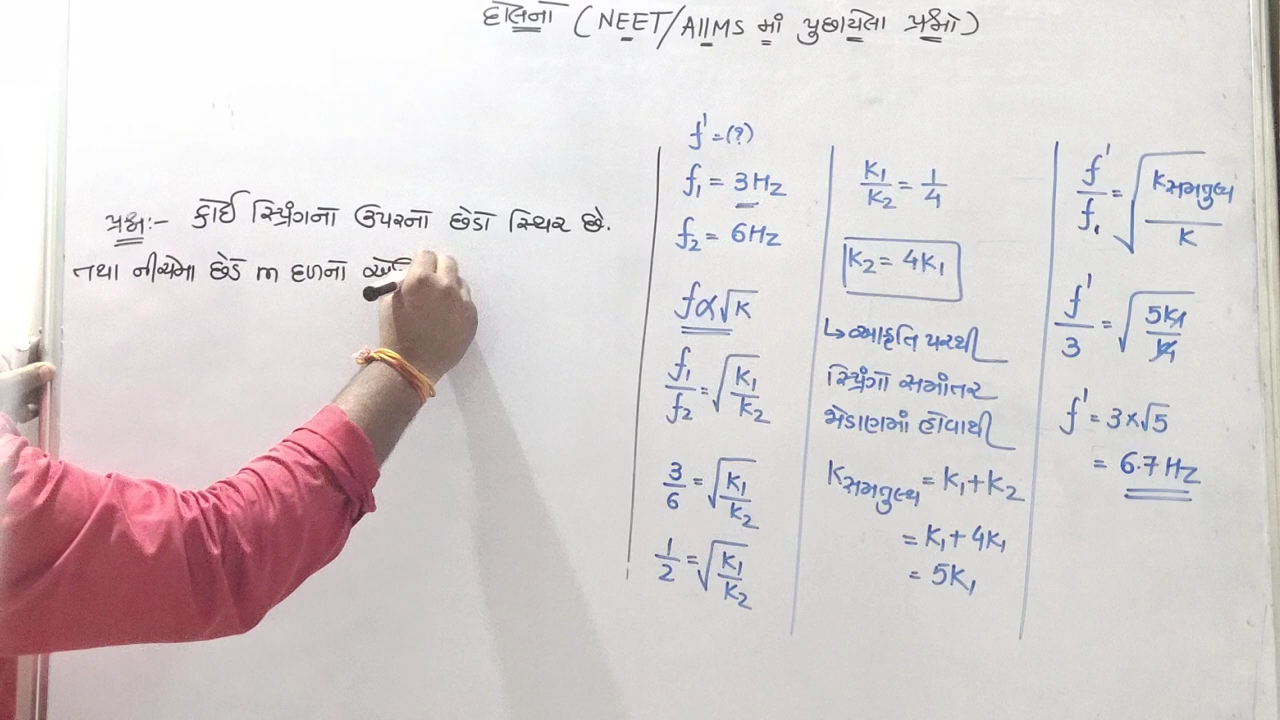 દોલનો (NEET/AIIMS માં પુછાયેલા પ્રશ્નો)
પ્રશ્નઃ- કોઈ સ્પ્રિંગના ઉપરના છેડા સ્થિર છે.
તથા નીચેના છેડે m દળના
f' = (?)
f₁ = 3Hz
f₂ = 6Hz
f α √K
f₁/f₂ = √(K₁/K₂)
3/6 = √(K₁/K₂)
1/2 = √(K₁/K₂)
K₁/K₂ = 1/4
K₂ = 4K₁
↳ આકૃતિ પરથી
સ્પ્રિંગો સમાંતર
જોડાણમાં હોવાથી
Kસમતુલ્ય = K₁+K₂
= K₁+4K₁
= 5K₁
f'/f₁ = √(Kસમતુલ્ય/K)
f'/3 = √(5K₁/K₁)
f' = 3×√5
= 6.7 Hz